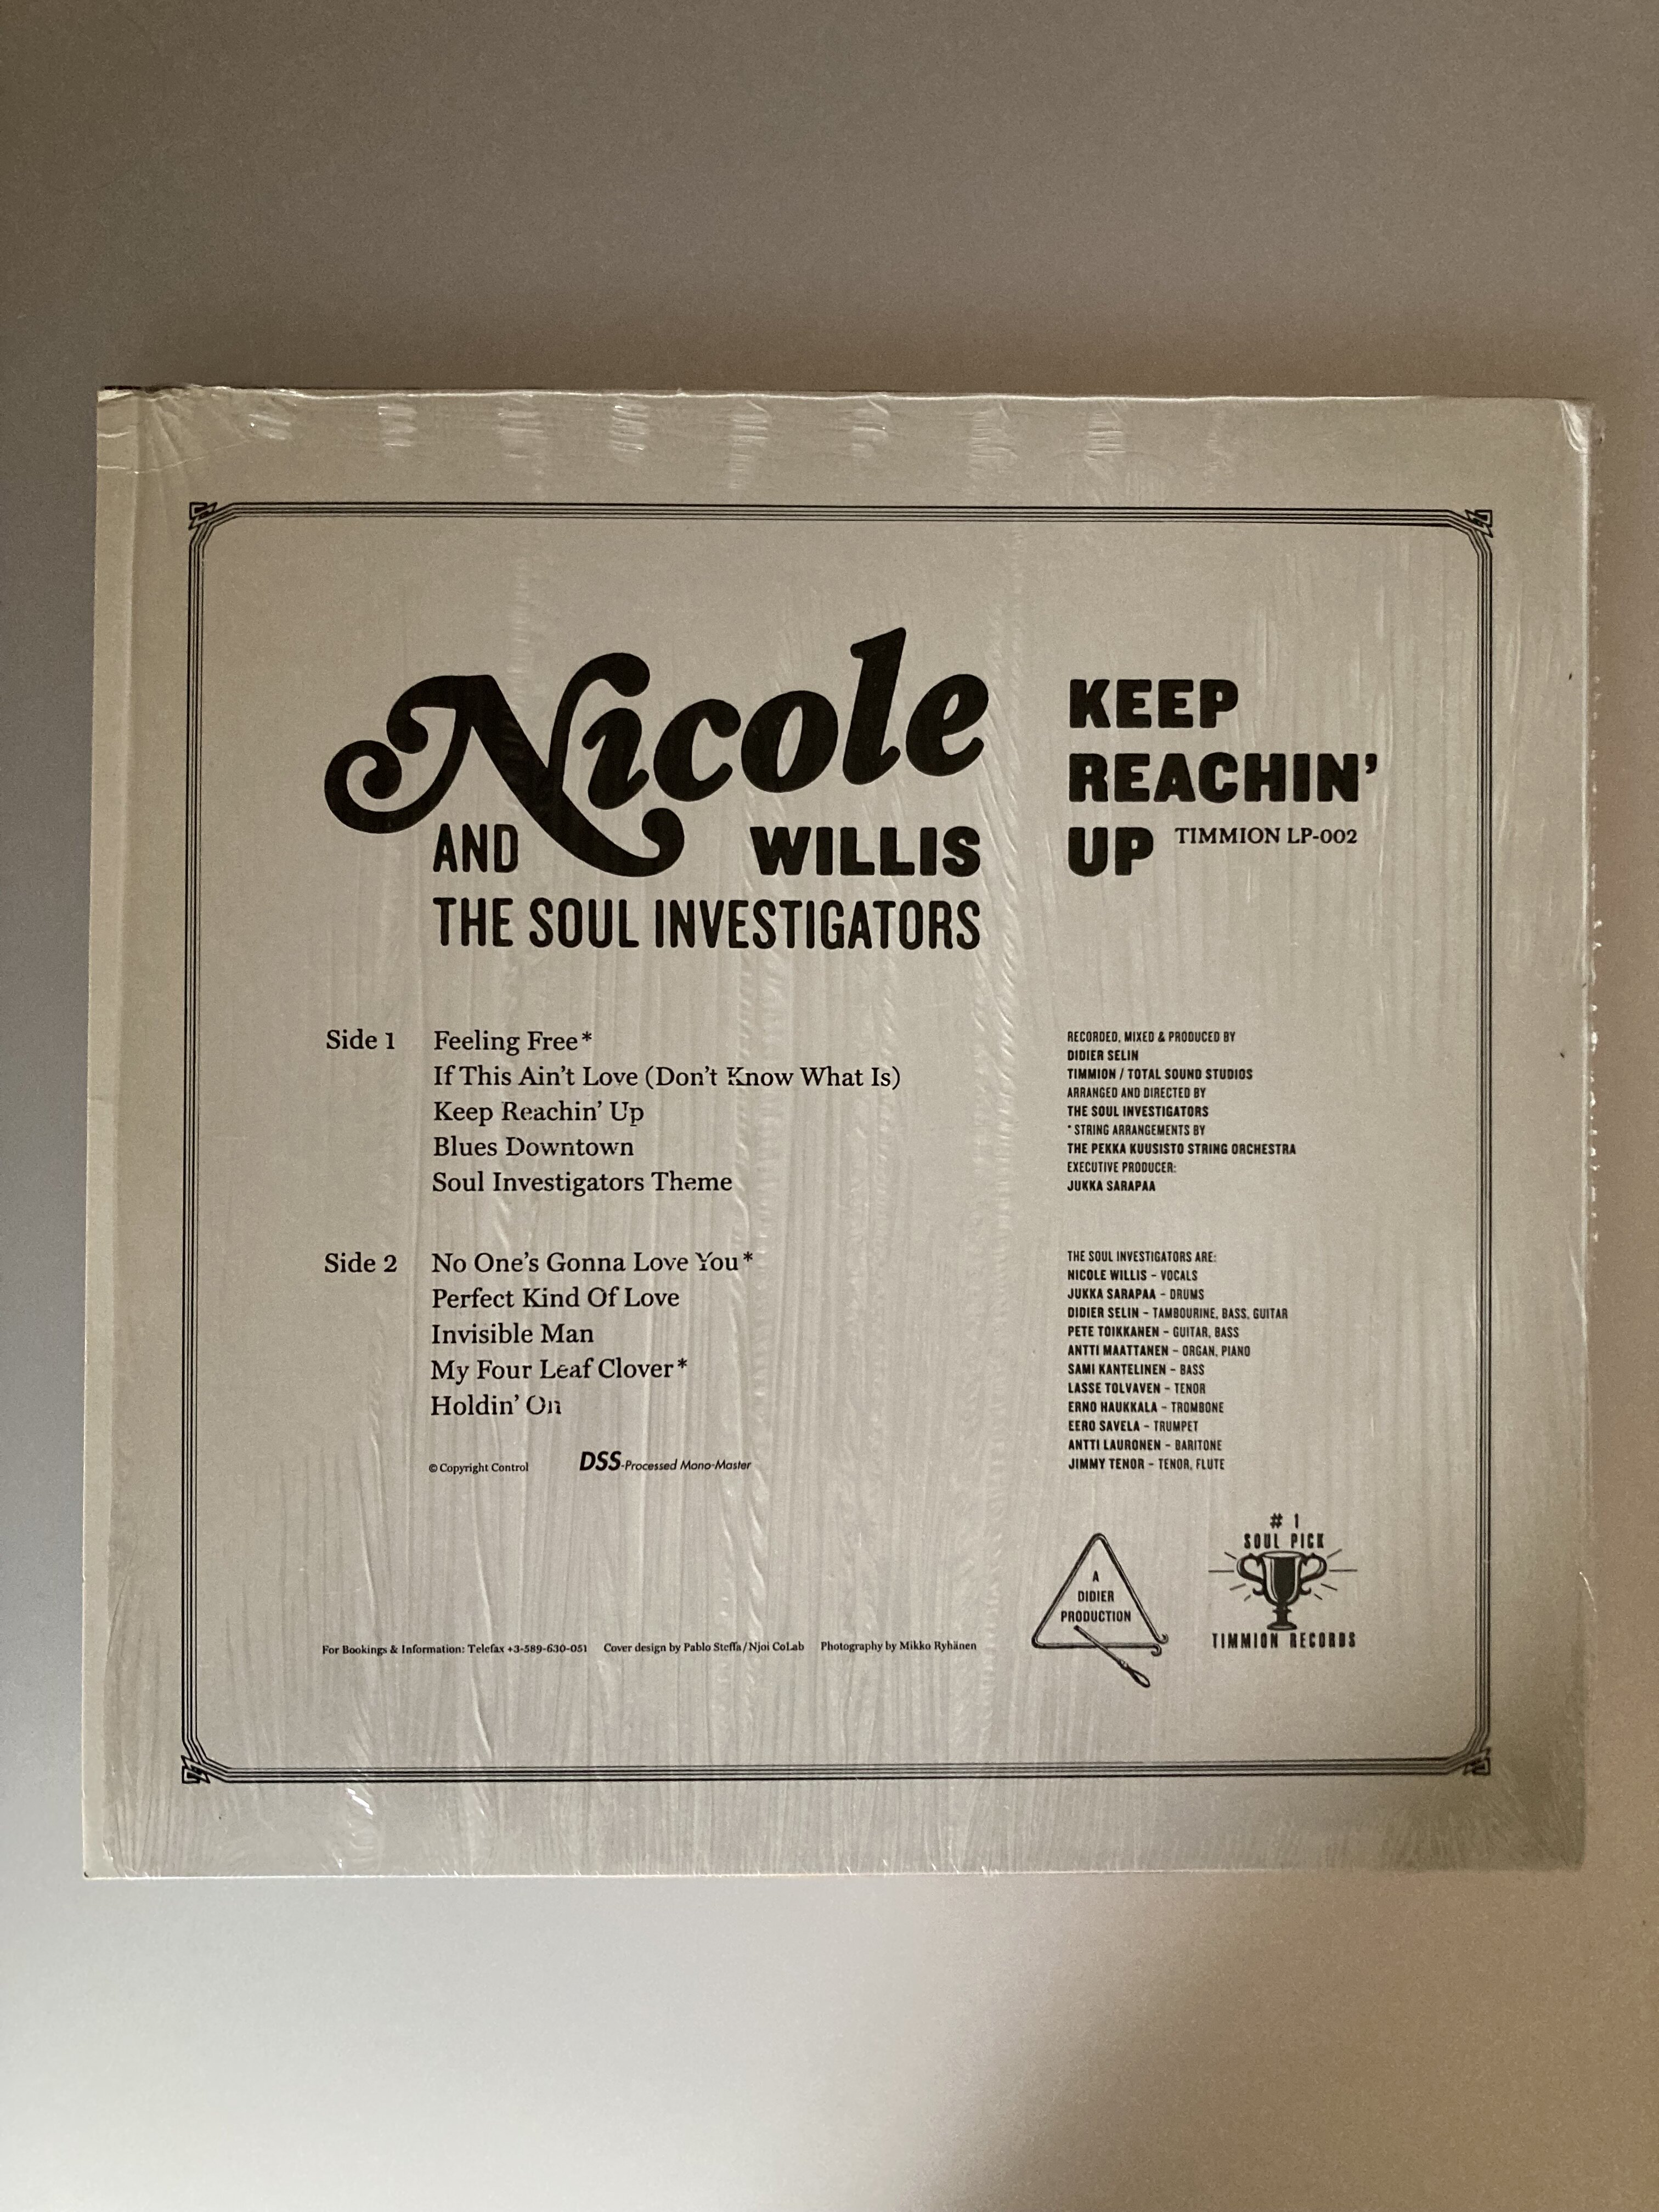 Nicole
AND WILLIS
THE SOUL INVESTIGATORS
KEEP
REACHIN'
UP TIMMION LP-002
Side 1 Feeling Free*
If This Ain't Love (Don't Know What Is)
Keep Reachin' Up
Blues Downtown
Soul Investigators Theme
Side 2 No One's Gonna Love You*
Perfect Kind Of Love
Invisible Man
My Four Leaf Clover*
Holdin' On
© Copyright Control DSS-Processed Mono-Master
RECORDED, MIXED & PRODUCED BY
DIDIER SELIN
TIMMION / TOTAL SOUND STUDIOS
ARRANGED AND DIRECTED BY
THE SOUL INVESTIGATORS
* STRING ARRANGEMENTS BY
THE PEKKA KUUSISTO STRING ORCHESTRA
EXECUTIVE PRODUCER:
JUKKA SARAPAA
THE SOUL INVESTIGATORS ARE:
NICOLE WILLIS – VOCALS
JUKKA SARAPAA – DRUMS
DIDIER SELIN – TAMBOURINE, BASS, GUITAR
PETE TOIKKANEN – GUITAR, BASS
ANTTI MAATTANEN – ORGAN, PIANO
SAMI KANTELINEN – BASS
LASSE TOLVAVEN – TENOR
ERNO HAUKKALA – TROMBONE
EERO SAVELA – TRUMPET
ANTTI LAURONEN – BARITONE
JIMMY TENOR – TENOR, FLUTE
A
DIDIER
PRODUCTION
# 1
SOUL PICK
TIMMION RECORDS
For Bookings & Information: Telefax +3-589-630-051 Cover design by Pablo Steffa/Njoi CoLab Photography by Mikko Ryhänen